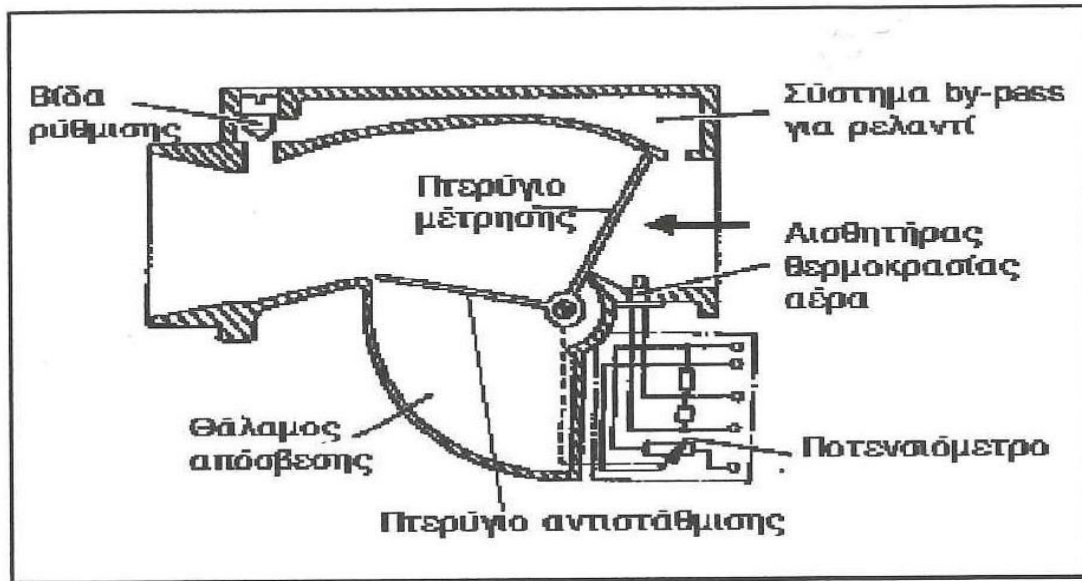 Βίδα
ρύθμισης
Σύστημα by-pass
για ρελαντί
Πτερύγιο
μέτρησης
Αισθητήρας
θερμοκρασίας
αέρα
Θάλαμος
απόσβεσης
Ποτενσιόμετρο
Πτερύγιο αντιστάθμισης